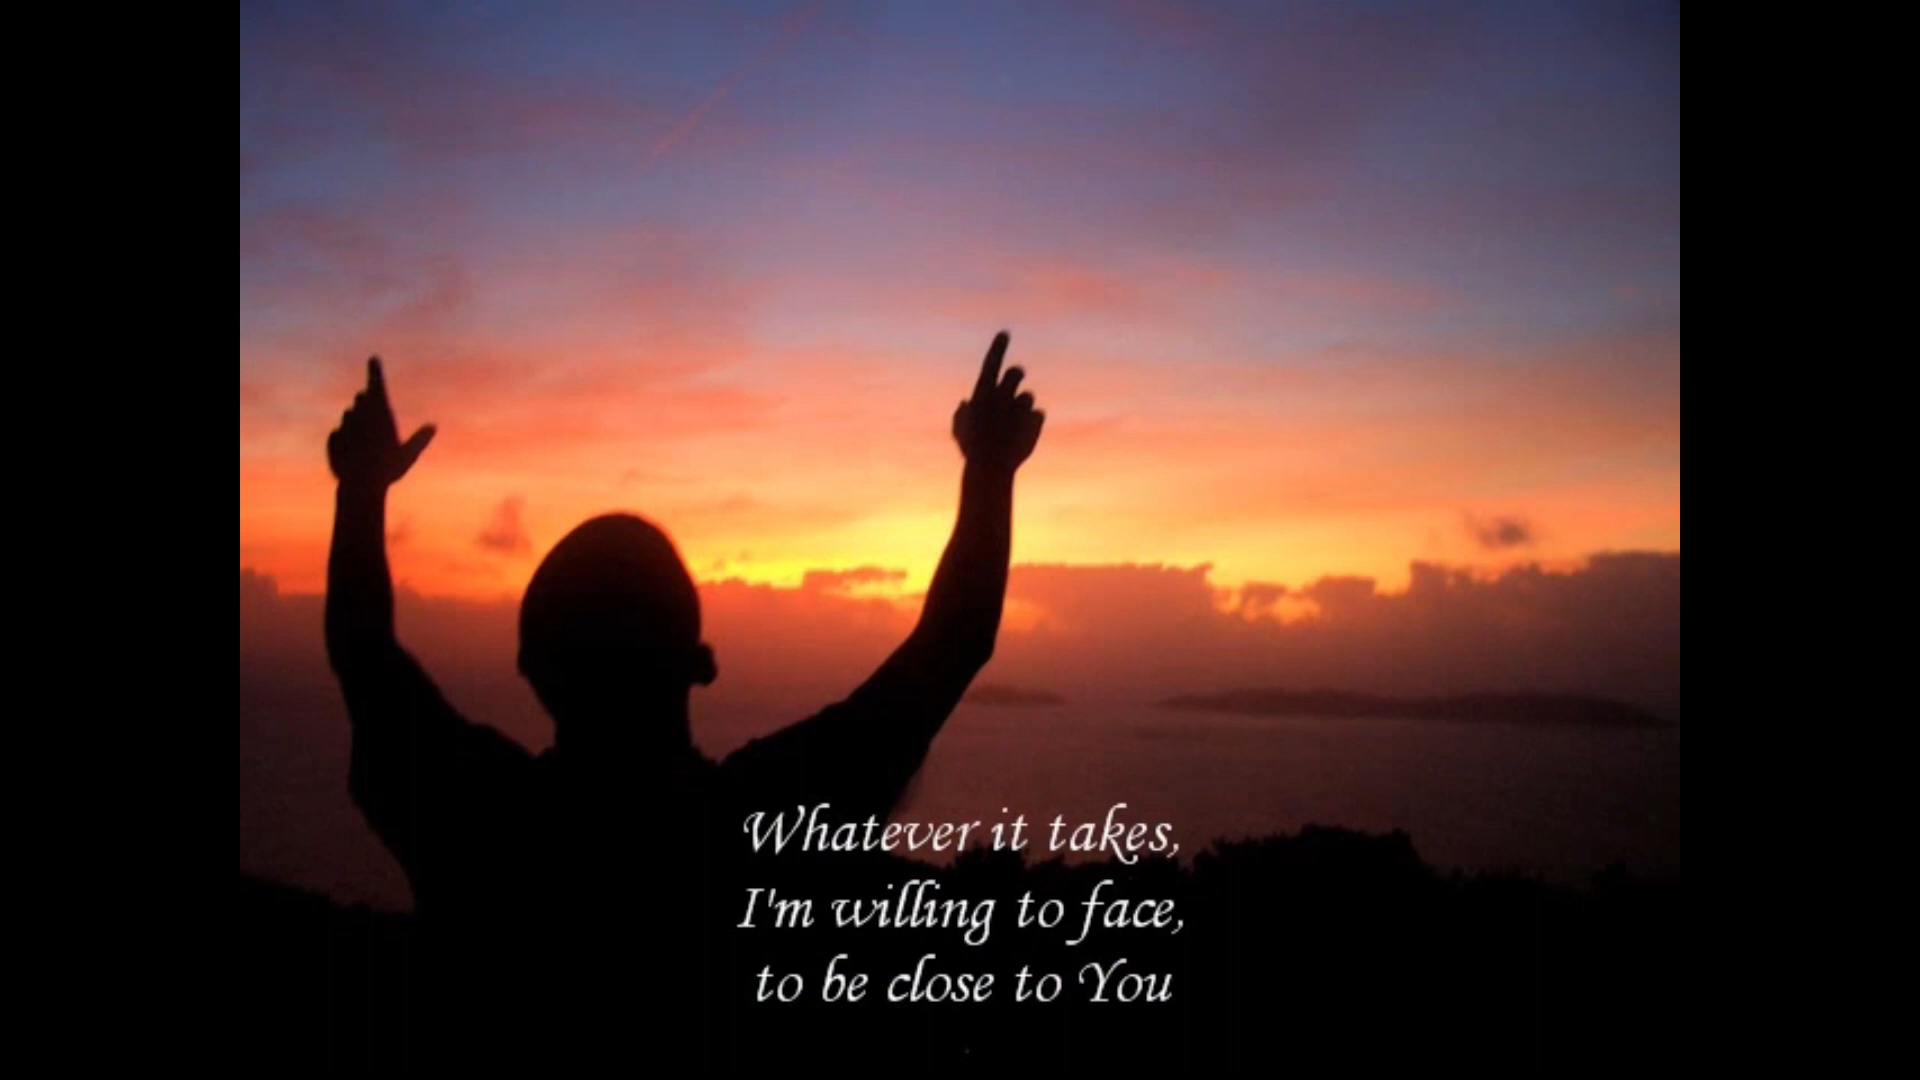 Whatever it takes,
I'm willing to face,
to be close to You